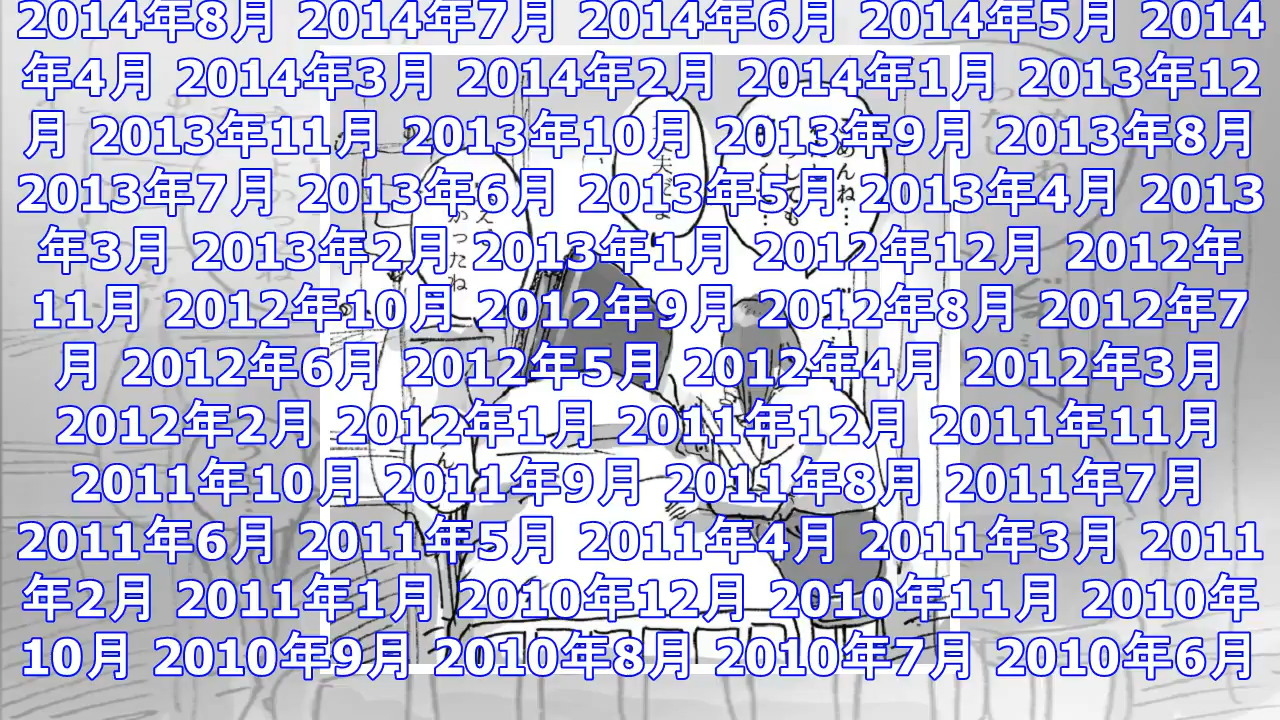 2014年8月 2014年7月 2014年6月 2014年5月 2014
年4月 2014年3月 2014年2月 2014年1月 2013年12
月 2013年11月 2013年10月 2013年9月 2013年8月
2013年7月 2013年6月 2013年5月 2013年4月 2013
年3月 2013年2月 2013年1月 2012年12月 2012年
11月 2012年10月 2012年9月 2012年8月 2012年7
月 2012年6月 2012年5月 2012年4月 2012年3月
2012年2月 2012年1月 2011年12月 2011年11月
2011年10月 2011年9月 2011年8月 2011年7月
2011年6月 2011年5月 2011年4月 2011年3月 2011
年2月 2011年1月 2010年12月 2010年11月 2010年
10月 2010年9月 2010年8月 2010年7月 2010年6月